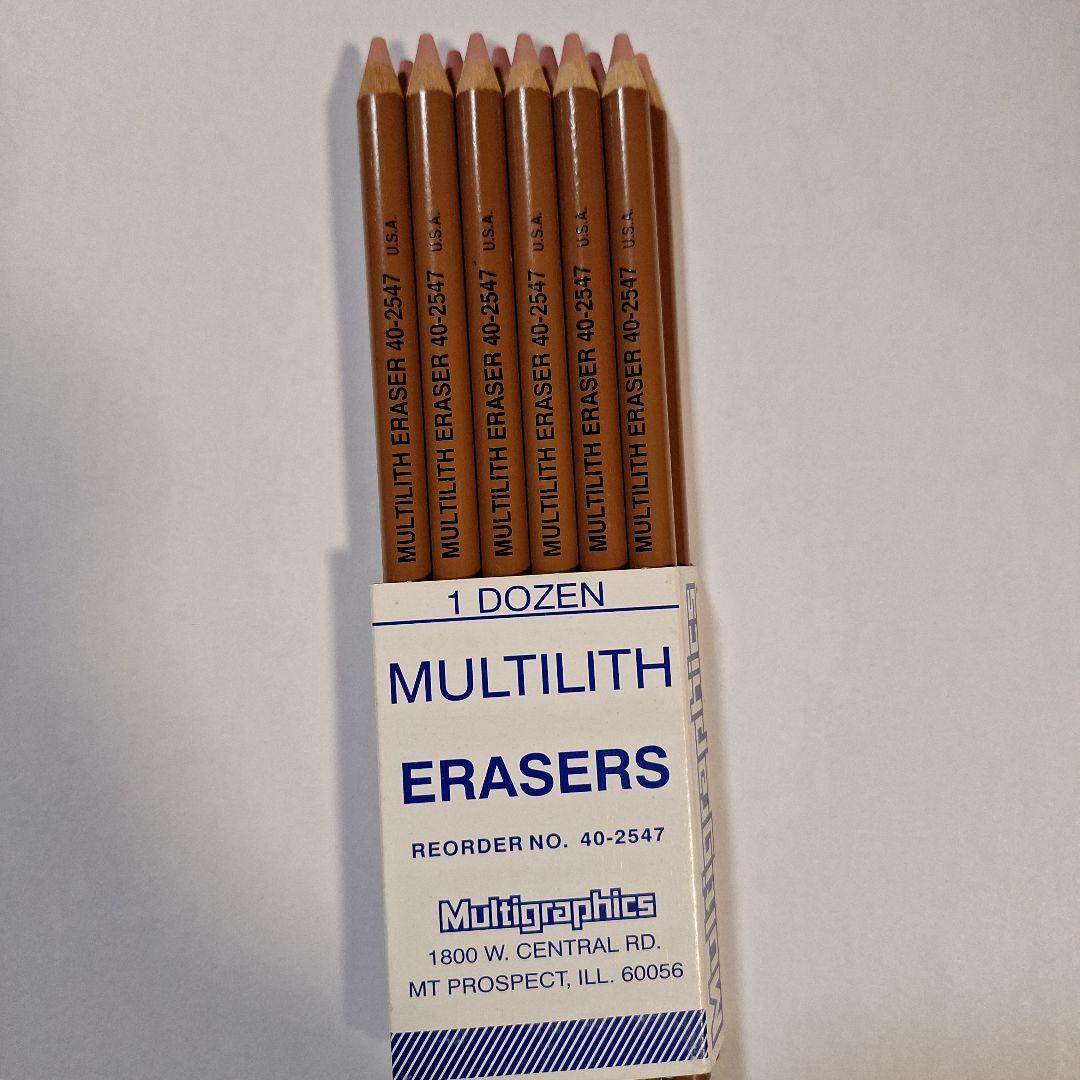 MULTILITH ERASER 40-2547 U.S.A.
MULTILITH ERASER 40-2547 U.S.A.
MULTILITH ERASER 40-2547 U.S.A.
MULTILITH ERASER 40-2547 U.S.A.
MULTILITH ERASER 40-2547 U.S.A.
MULTILITH ERASER 40-2547 U.S.A.
1 DOZEN
MULTILITH
ERASERS
REORDER NO. 40-2547
Multigraphics
1800 W. CENTRAL RD.
MT PROSPECT, ILL. 60056
Multigraphics